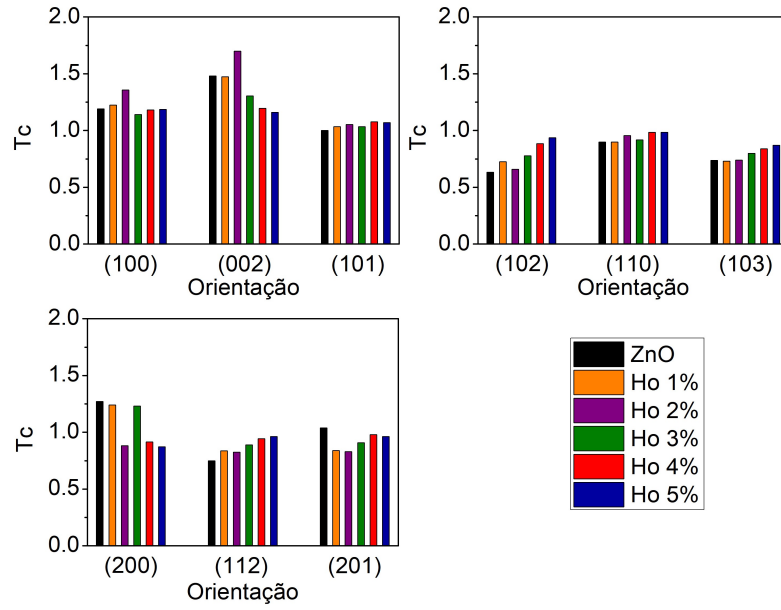 2.0
1.5
1.0
0.5
0.0
Tc
(100) (002) (101)
Orientação
2.0
1.5
1.0
0.5
0.0
Tc
(102) (110) (103)
Orientação
2.0
1.5
1.0
0.5
0.0
Tc
(200) (112) (201)
Orientação
ZnO
Ho 1%
Ho 2%
Ho 3%
Ho 4%
Ho 5%